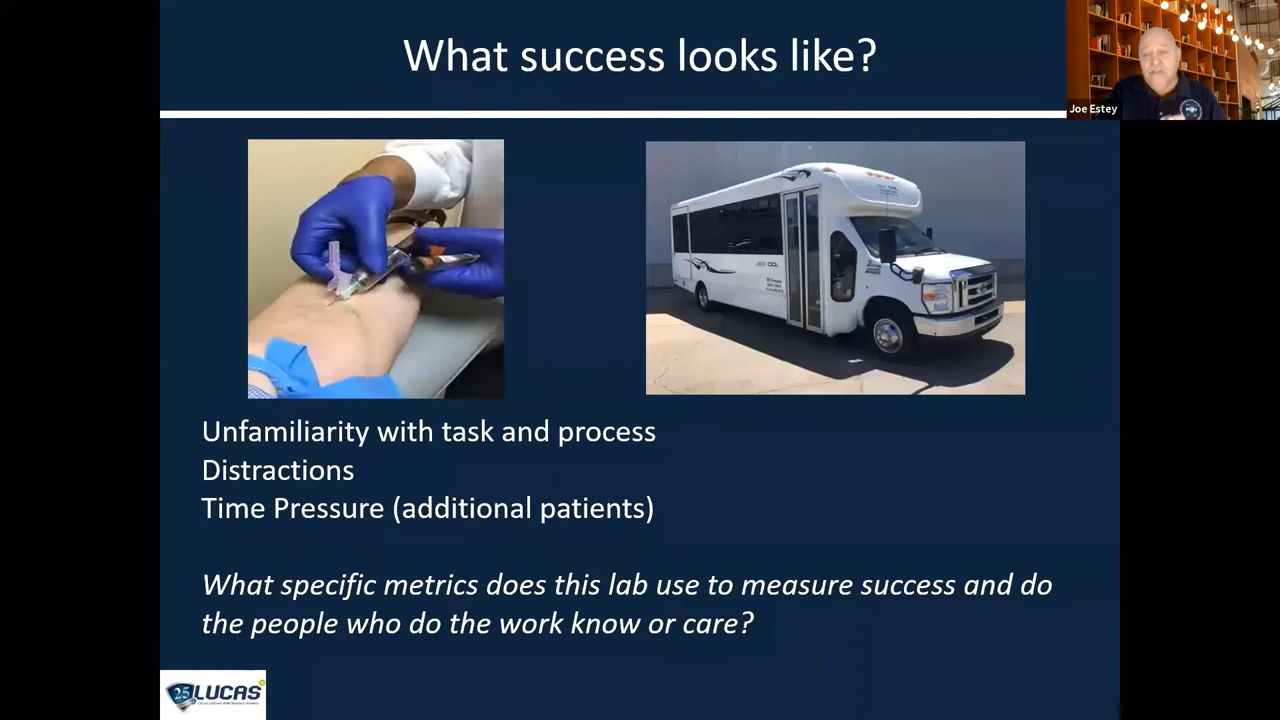 What success looks like?
Joe Estey
Unfamiliarity with task and process
Distractions
Time Pressure (additional patients)
What specific metrics does this lab use to measure success and do
the people who do the work know or care?
25 LUCAS